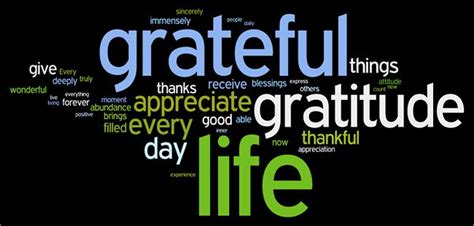 sincerely
people daily
immensely
grateful
give
Every
deeply
truly
things
wonderful
thanks
receive
blessings
express
attitude
everything
live
living
forever
moment
abundance
appreciate
others
count
new
gratitude
positive
brings
filled
every
good
able
inner
thankful
day
life
now
appreciation
experience